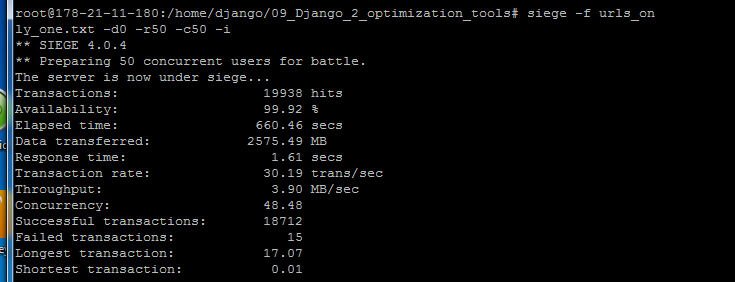 root@178-21-11-180:/home/django/09_Django_2_optimization_tools# siege -f urls_on
ly_one.txt -d0 -r50 -c50 -i
** SIEGE 4.0.4
** Preparing 50 concurrent users for battle.
The server is now under siege...
Transactions: 19938 hits
Availability: 99.92 %
Elapsed time: 660.46 secs
Data transferred: 2575.49 MB
Response time: 1.61 secs
Transaction rate: 30.19 trans/sec
Throughput: 3.90 MB/sec
Concurrency: 48.48
Successful transactions: 18712
Failed transactions: 15
Longest transaction: 17.07
Shortest transaction: 0.01